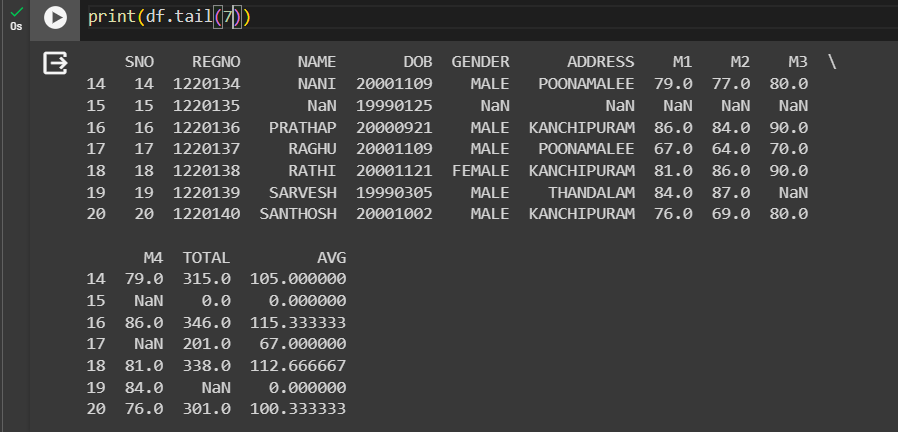 print(df.tail(7))
0s
SNO REGNO NAME DOB GENDER ADDRESS M1 M2 M3 \
14 14 1220134 NANI 20001109 MALE POONAMALEE 79.0 77.0 80.0
15 15 1220135 NaN 19990125 NaN NaN NaN NaN NaN
16 16 1220136 PRATHAP 20000921 MALE KANCHIPURAM 86.0 84.0 90.0
17 17 1220137 RAGHU 20001109 MALE POONAMALEE 67.0 64.0 70.0
18 18 1220138 RATHI 20001121 FEMALE KANCHIPURAM 81.0 86.0 90.0
19 19 1220139 SARVESH 19990305 MALE THANDALAM 84.0 87.0 NaN
20 20 1220140 SANTHOSH 20001002 MALE KANCHIPURAM 76.0 69.0 80.0
M4 TOTAL AVG
14 79.0 315.0 105.000000
15 NaN 0.0 0.000000
16 86.0 346.0 115.333333
17 NaN 201.0 67.000000
18 81.0 338.0 112.666667
19 84.0 NaN 0.000000
20 76.0 301.0 100.333333